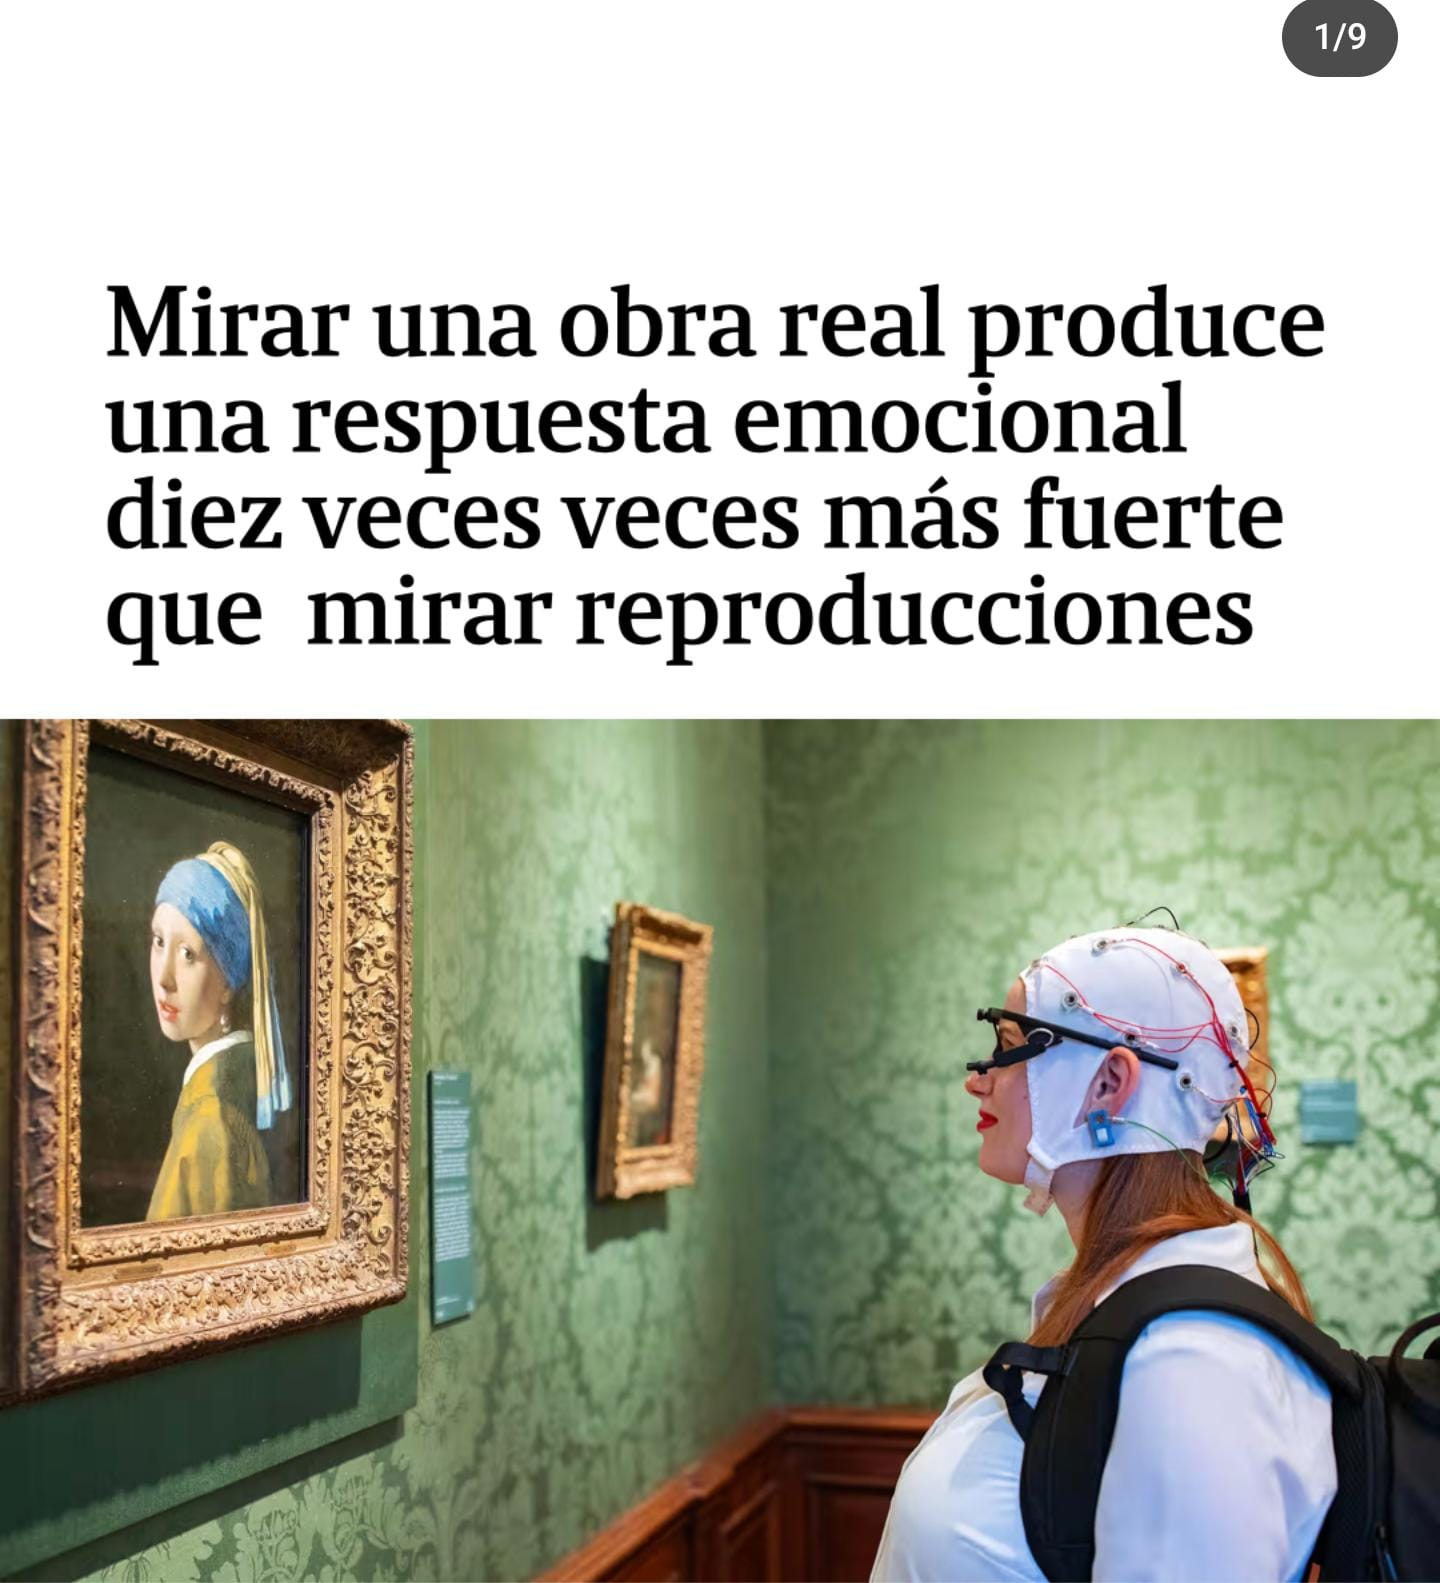 1/9
Mirar una obra real produce
una respuesta emocional
diez veces veces más fuerte
que  mirar reproducciones